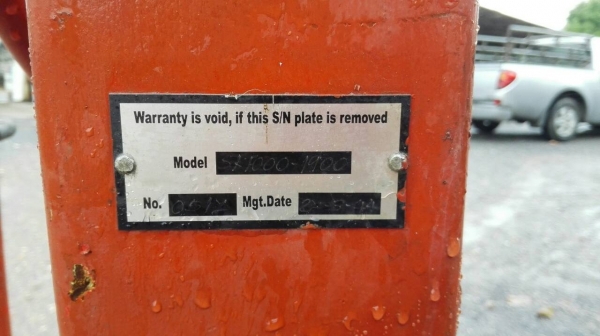 Warranty is void, if this S/N plate is removed
Model
No. Mgt.Date